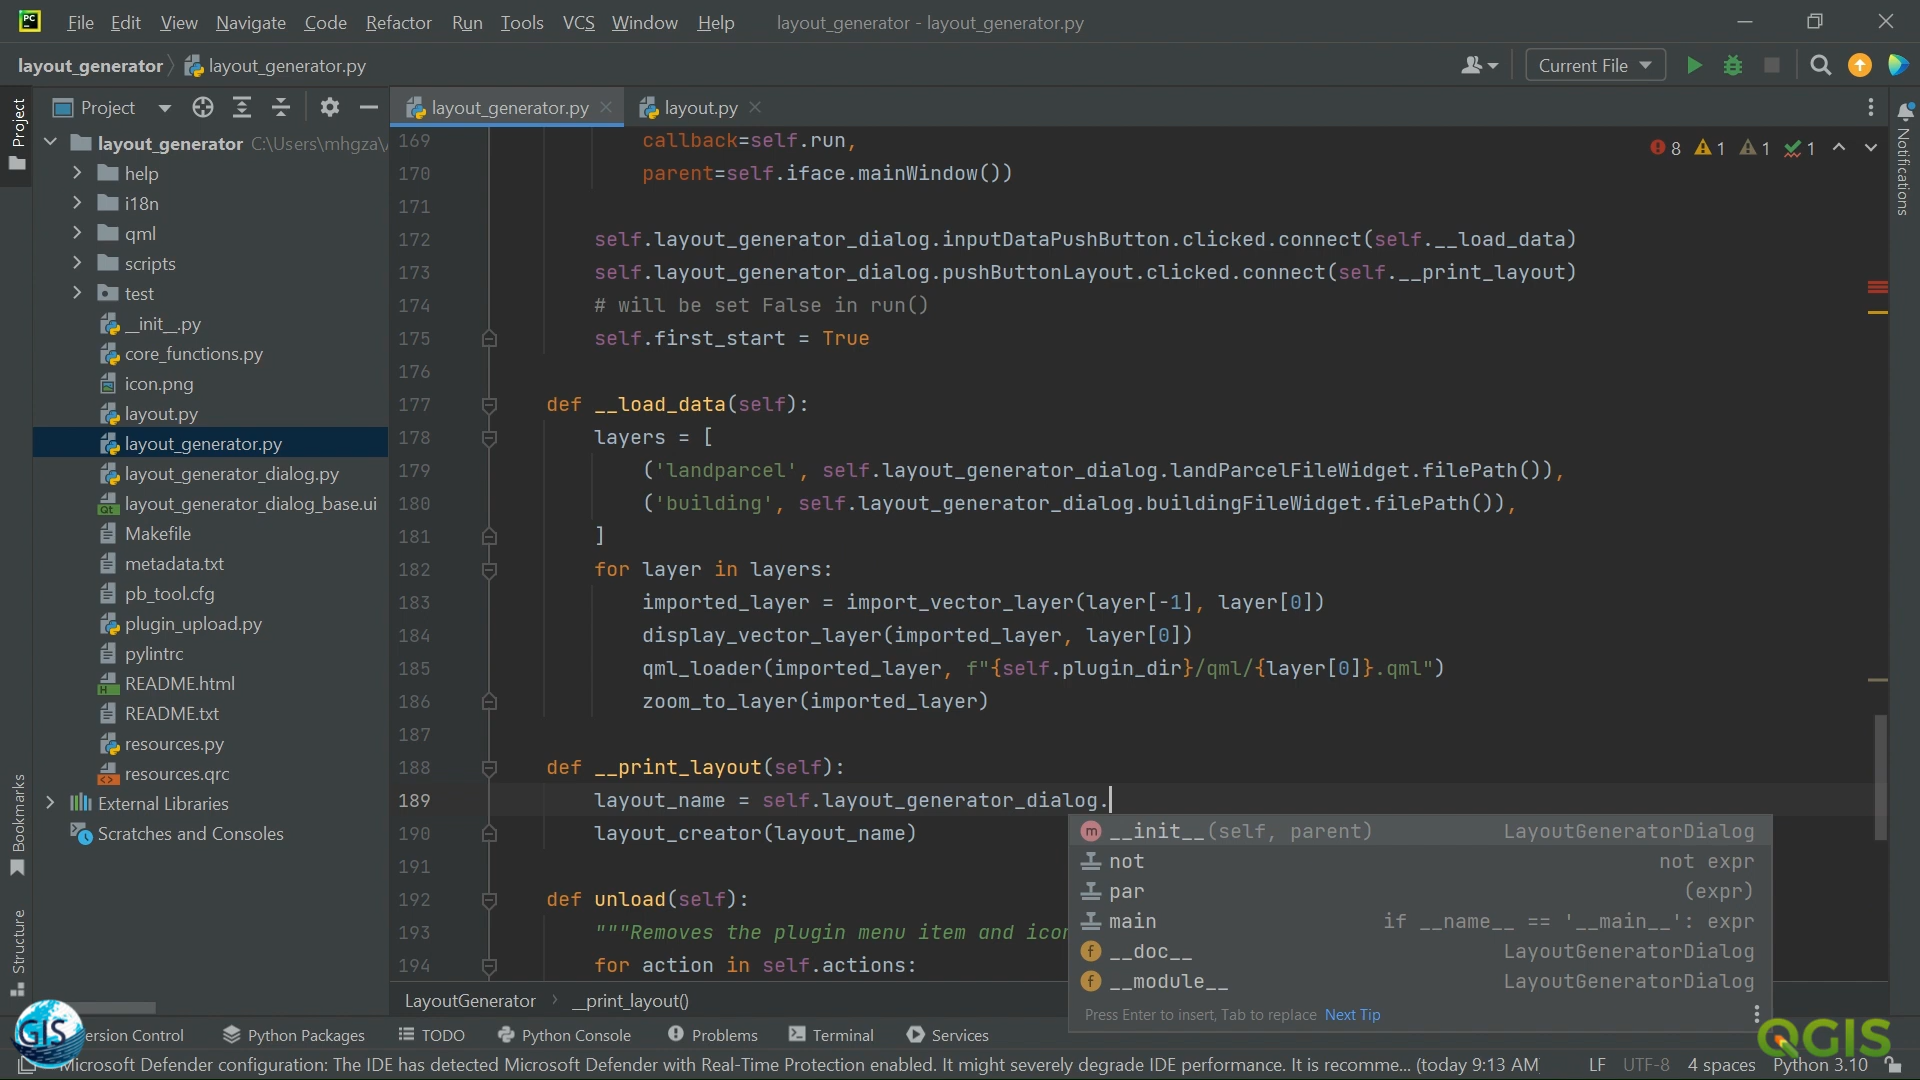 PC File Edit View Navigate Code Refactor Run Tools VCS Window Help layout_generator - layout_generator.py
layout_generator layout_generator.py Current File
Project
Project
layout_generator C:\Users\mhgza\
help
i18n
qml
scripts
test
__init__.py
core_functions.py
icon.png
layout.py
layout_generator.py
layout_generator_dialog.py
layout_generator_dialog_base.ui
Makefile
metadata.txt
pb_tool.cfg
plugin_upload.py
pylintrc
README.html
README.txt
resources.py
resources.qrc
External Libraries
Scratches and Consoles
Bookmarks
Structure
layout_generator.py layout.py
8 1 1 1
Notifications
169 callback=self.run,
170 parent=self.iface.mainWindow())
171
172 self.layout_generator_dialog.inputDataPushButton.clicked.connect(self.__load_data)
173 self.layout_generator_dialog.pushButtonLayout.clicked.connect(self.__print_layout)
174 # will be set False in run()
175 self.first_start = True
176
177 def __load_data(self):
178 layers = [
179 ('landparcel', self.layout_generator_dialog.landParcelFileWidget.filePath()),
180 ('building', self.layout_generator_dialog.buildingFileWidget.filePath()),
181 ]
182 for layer in layers:
183 imported_layer = import_vector_layer(layer[-1], layer[0])
184 display_vector_layer(imported_layer, layer[0])
185 qml_loader(imported_layer, f"{self.plugin_dir}/qml/{layer[0]}.qml")
186 zoom_to_layer(imported_layer)
187
188 def __print_layout(self):
189 layout_name = self.layout_generator_dialog.
190 layout_creator(layout_name)
191
192 def unload(self):
193 """Removes the plugin menu item and icon
194 for action in self.actions:
m __init__(self, parent) LayoutGeneratorDialog
not not expr
par (expr)
main if __name__ == '__main__': expr
f __doc__ LayoutGeneratorDialog
f __module__ LayoutGeneratorDialog
Press Enter to insert, Tab to replace Next Tip
LayoutGenerator __print_layout()
GIS
ersion Control Python Packages TODO Python Console Problems Terminal Services
QGIS
Microsoft Defender configuration: The IDE has detected Microsoft Defender with Real-Time Protection enabled. It might severely degrade IDE performance. It is recomme... (today 9:13 AM) LF UTF-8 4 spaces Python 3.10